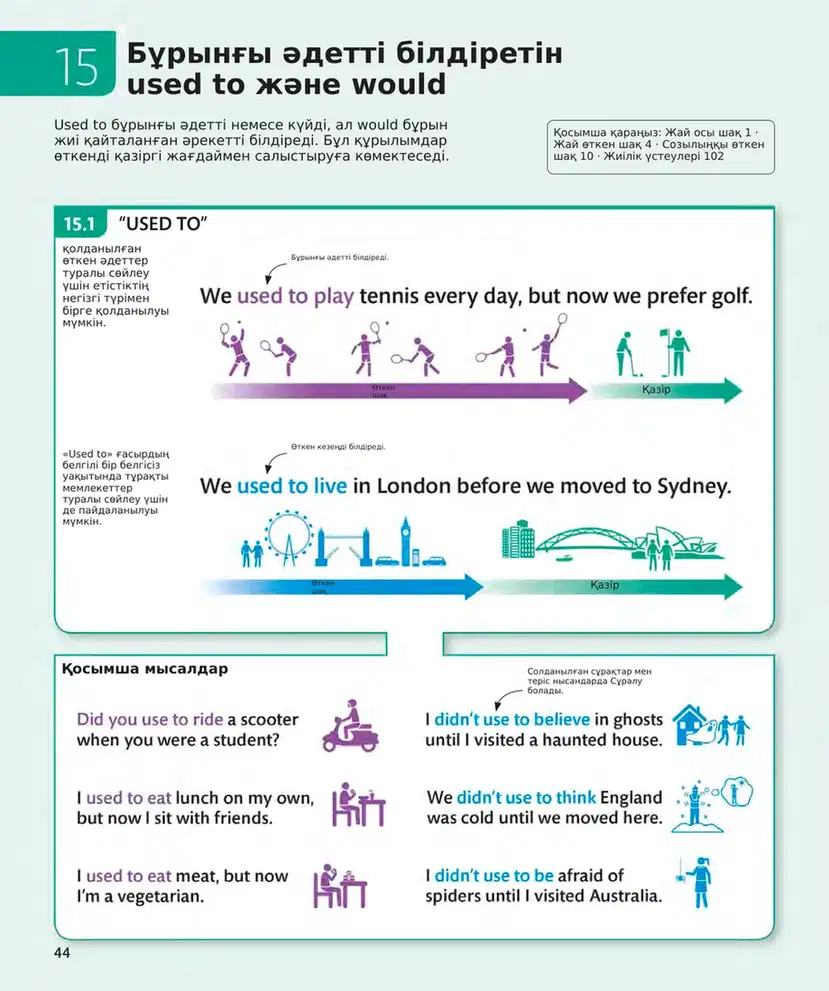 15
Бұрынғы әдетті білдіретін
used to және would
Used to бұрынғы әдетті немесе күйді, ал would бұрын
жиі қайталанған әрекетті білдіреді. Бұл құрылымдар
өткенді қазіргі жағдаймен салыстыруға көмектеседі.
Қосымша қараңыз: Жай осы шақ 1 ·
Жай өткен шақ 4 · Созылыңқы өткен
шақ 10 · Жиілік үстеулері 102
15.1 “USED TO”
қолданылған
өткен әдеттер
туралы сөйлеу
үшін етістіктің
негізгі түрімен
бірге қолданылуы
мүмкін.
Бұрынғы әдетті білдіреді.
We used to play tennis every day, but now we prefer golf.
Өткен
шақ
Қазір
«Used to» ғасырдың
белгілі бір белгісіз
уақытында тұрақты
мемлекеттер
туралы сөйлеу үшін
де пайдаланылуы
мүмкін.
Өткен кезеңді білдіреді.
We used to live in London before we moved to Sydney.
Өткен
шақ
Қазір
Қосымша мысалдар
Did you use to ride a scooter
when you were a student?
I used to eat lunch on my own,
but now I sit with friends.
I used to eat meat, but now
I’m a vegetarian.
Солданылған сұрақтар мен
теріс нысандарда Сұралу
болады.
I didn’t use to believe in ghosts
until I visited a haunted house.
We didn’t use to think England
was cold until we moved here.
I didn’t use to be afraid of
spiders until I visited Australia.
44